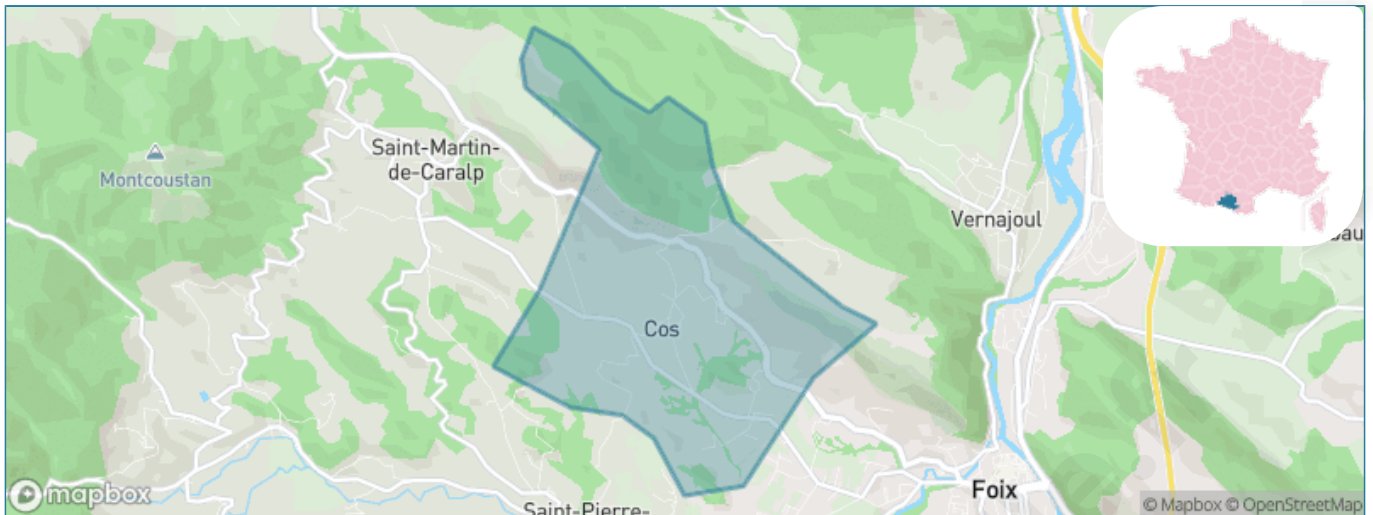 Saint-Martin-
de-Caralp
Montcoustan
Vernajoul
Cos
Foix
Saint-Pierre-
mapbox
© Mapbox © OpenStreetMap